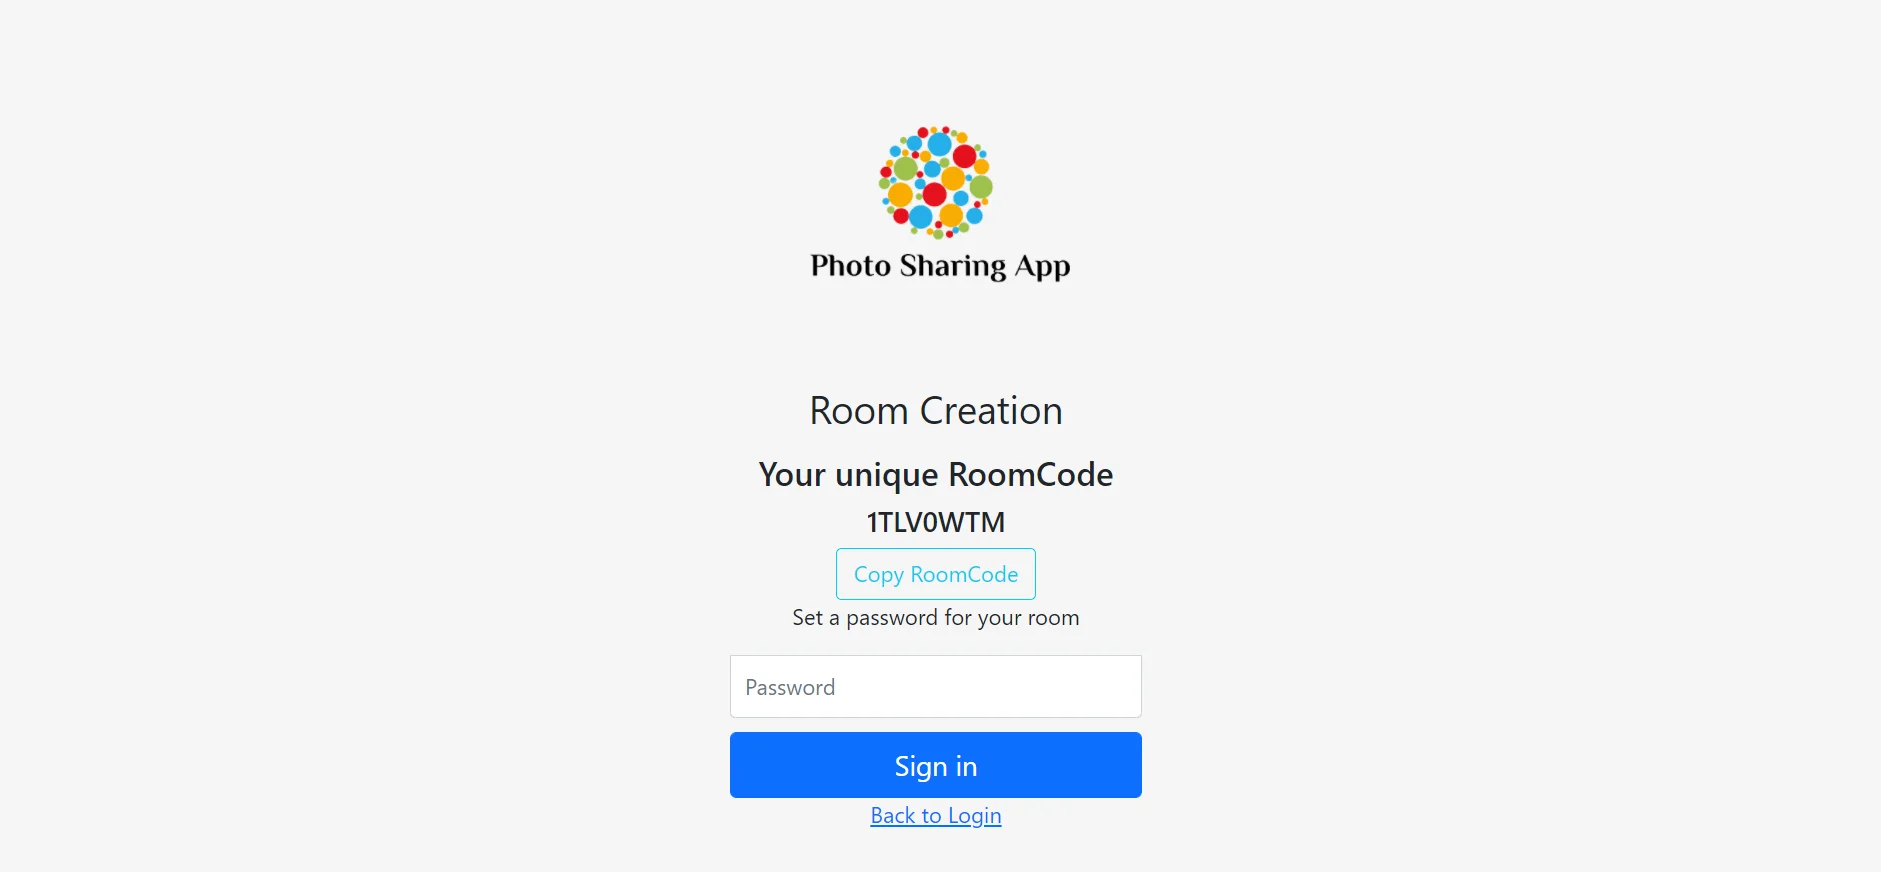 Photo Sharing App
Room Creation
Your unique RoomCode
1TLV0WTM
Copy RoomCode
Set a password for your room
Password
Sign in
Back to Login